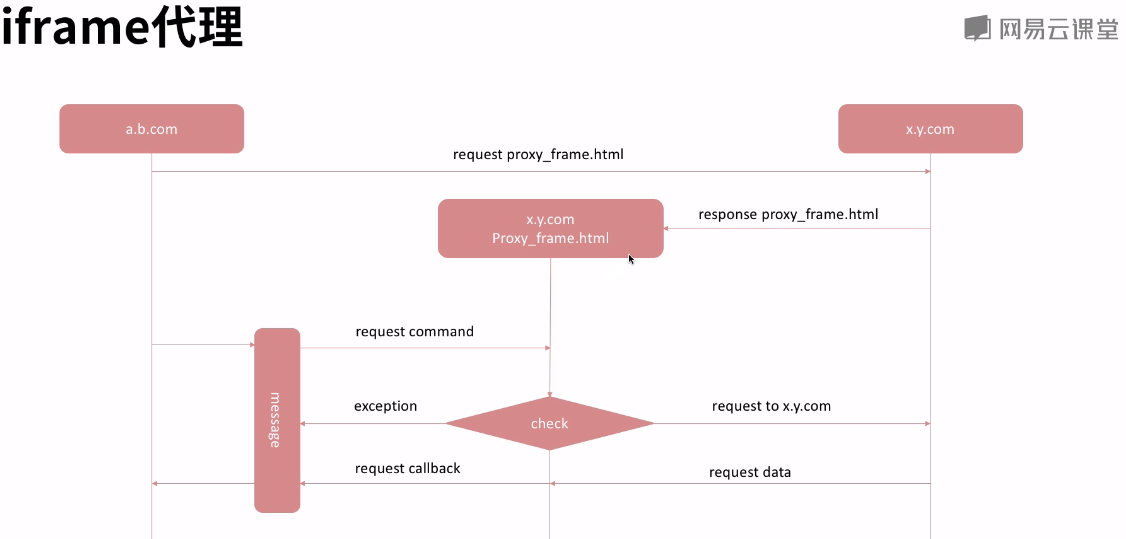 iframe代理
网易云课堂
a.b.com
x.y.com
request proxy_frame.html
response proxy_frame.html
x.y.com
Proxy_frame.html
request command
message
exception
check
request to x.y.com
request callback
request data